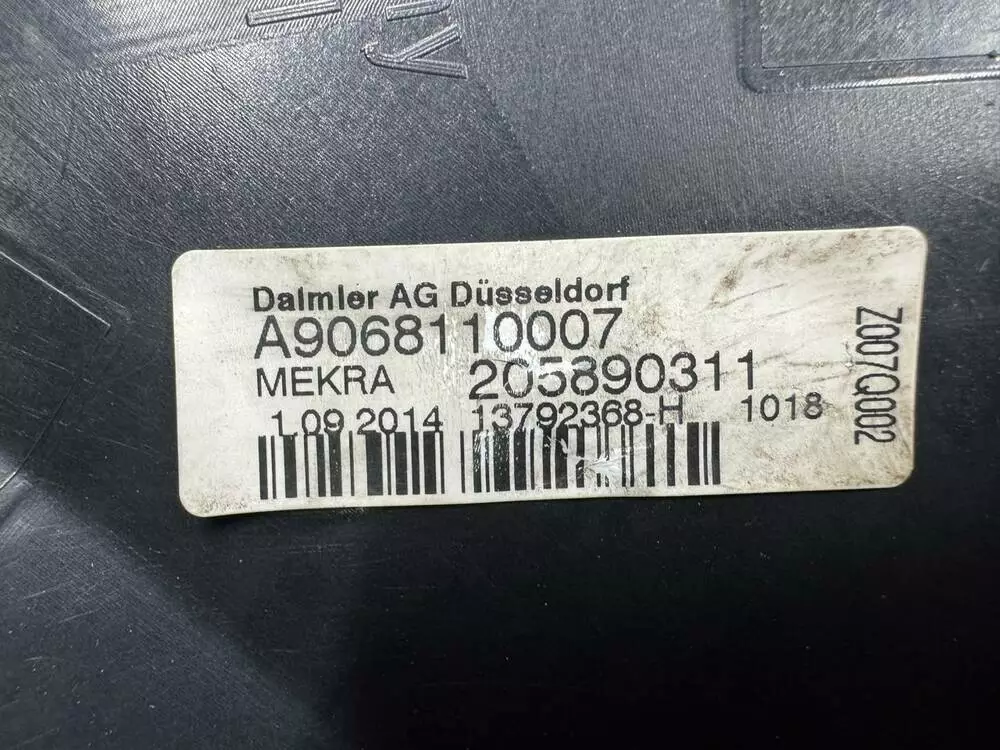 Daimler AG Düsseldorf
A9068110007
MEKRA 205890311
1.09.2014 13792368-H 1018
Z007Q002